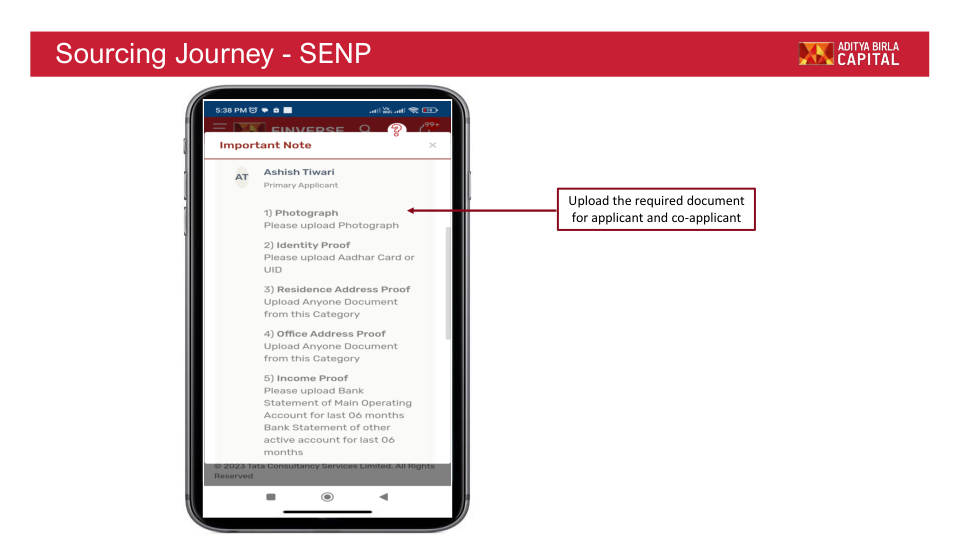 Sourcing Journey - SENP
ADITYA BIRLA
CAPITAL
5:38 PM
FINVERSE
?
99+
Important Note
×
AT
Ashish Tiwari
Primary Applicant
1) Photograph
Please upload Photograph
2) Identity Proof
Please upload Aadhar Card or
UID
3) Residence Address Proof
Upload Anyone Document
from this Category
4) Office Address Proof
Upload Anyone Document
from this Category
5) Income Proof
Please upload Bank
Statement of Main Operating
Account for last 06 months
Bank Statement of other
active account for last 06
months
© 2023 Tata Consultancy Services Limited. All Rights
Reserved
Upload the required document
for applicant and co-applicant